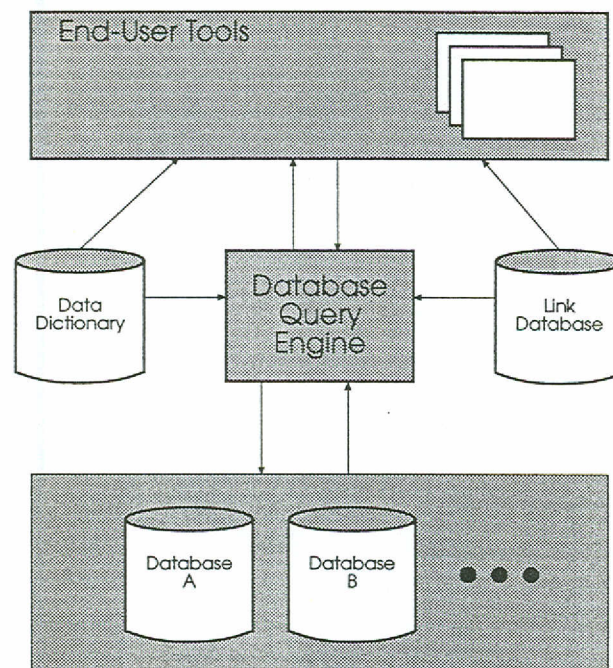 End-User Tools
Data
Dictionary
Database
Query
Engine
Link
Database
Database
A
Database
B